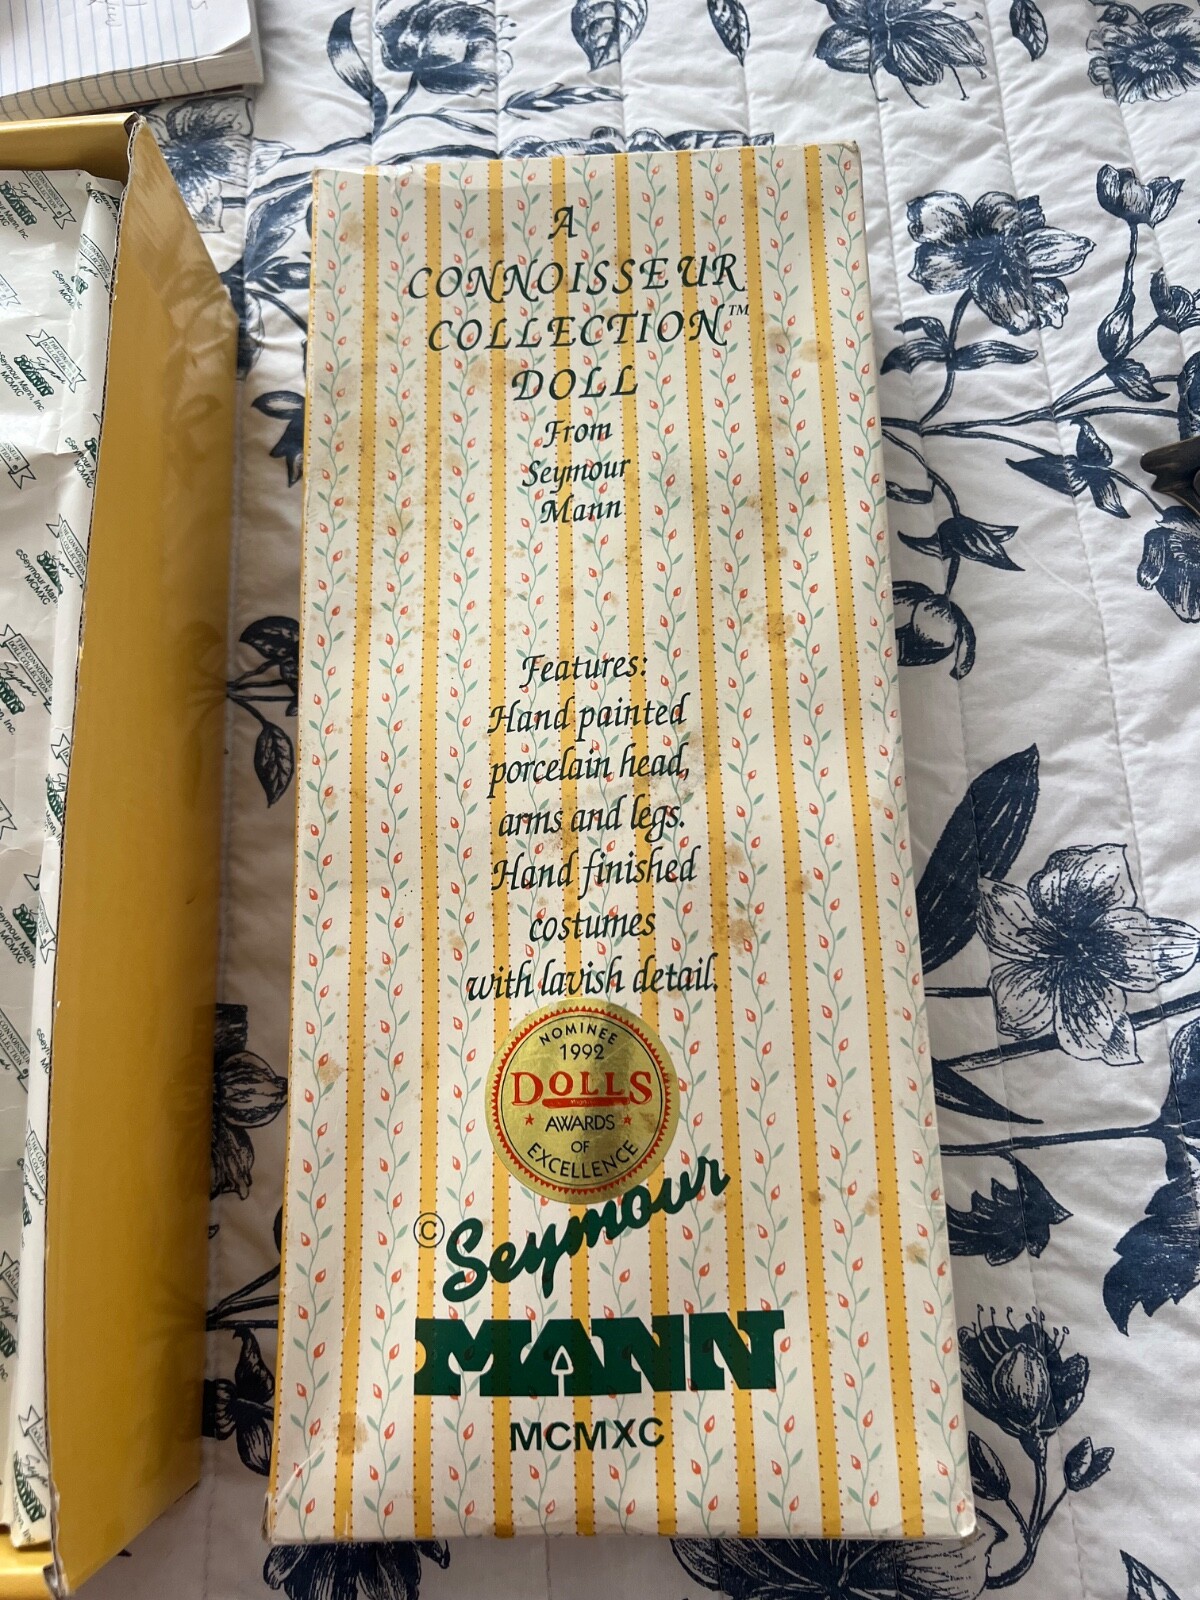 A
CONNOISSEUR
COLLECTION™
DOLL
From
Seymour
Mann
Features:
Hand painted
porcelain head,
arms and legs.
Hand finished
costumes
with lavish detail.
NOMINEE
1992
DOLLS
AWARDS
OF
EXCELLENCE
© Seymour
MANN
MCMXC